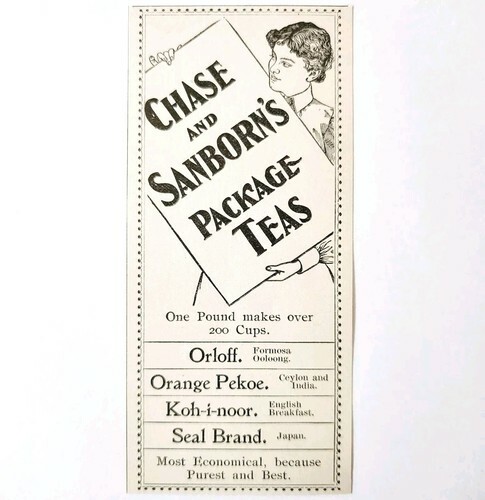 CHASE
AND
SANBORN'S
PACKAGE
TEAS
One Pound makes over
200 Cups.
Orloff. Formosa Ooloong.
Orange Pekoe. Ceylon and India.
Koh-i-noor. English Breakfast.
Seal Brand. Japan.
Most Economical, because
Purest and Best.